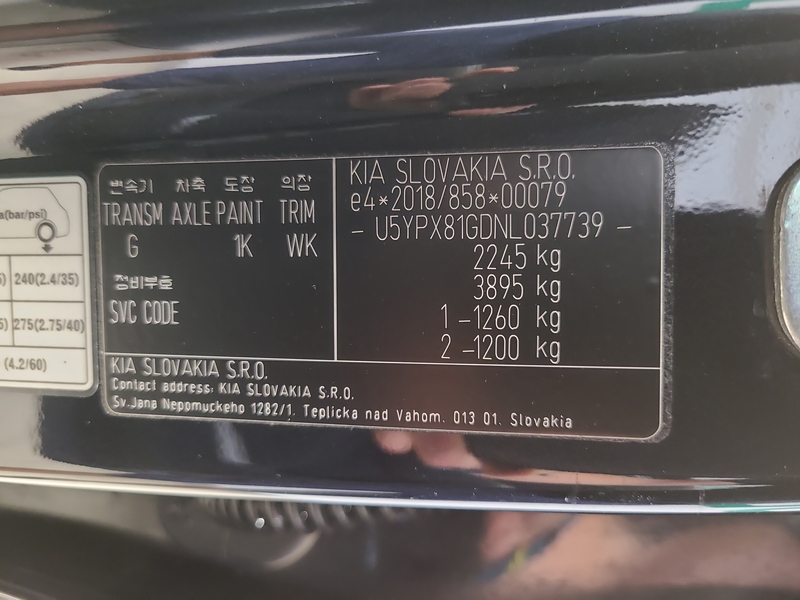 a(bar/psi)
240(2.4/35)
275(2.75/40)
(4.2/60)
변속기 차축 도장 의장
TRANSM AXLE PAINT TRIM
G 1K WK
정비부호
SVC CODE
KIA SLOVAKIA S.R.O.
e4*2018/858*00079
- U5YPX81GDNL037739 -
2245 kg
3895 kg
1 -1260 kg
2 -1200 kg
KIA SLOVAKIA S.R.O.
Contact address: KIA SLOVAKIA S.R.O.
Sv.Jana Nepomuckeho 1282/1. Teplicka nad Vahom. 013 01. Slovakia